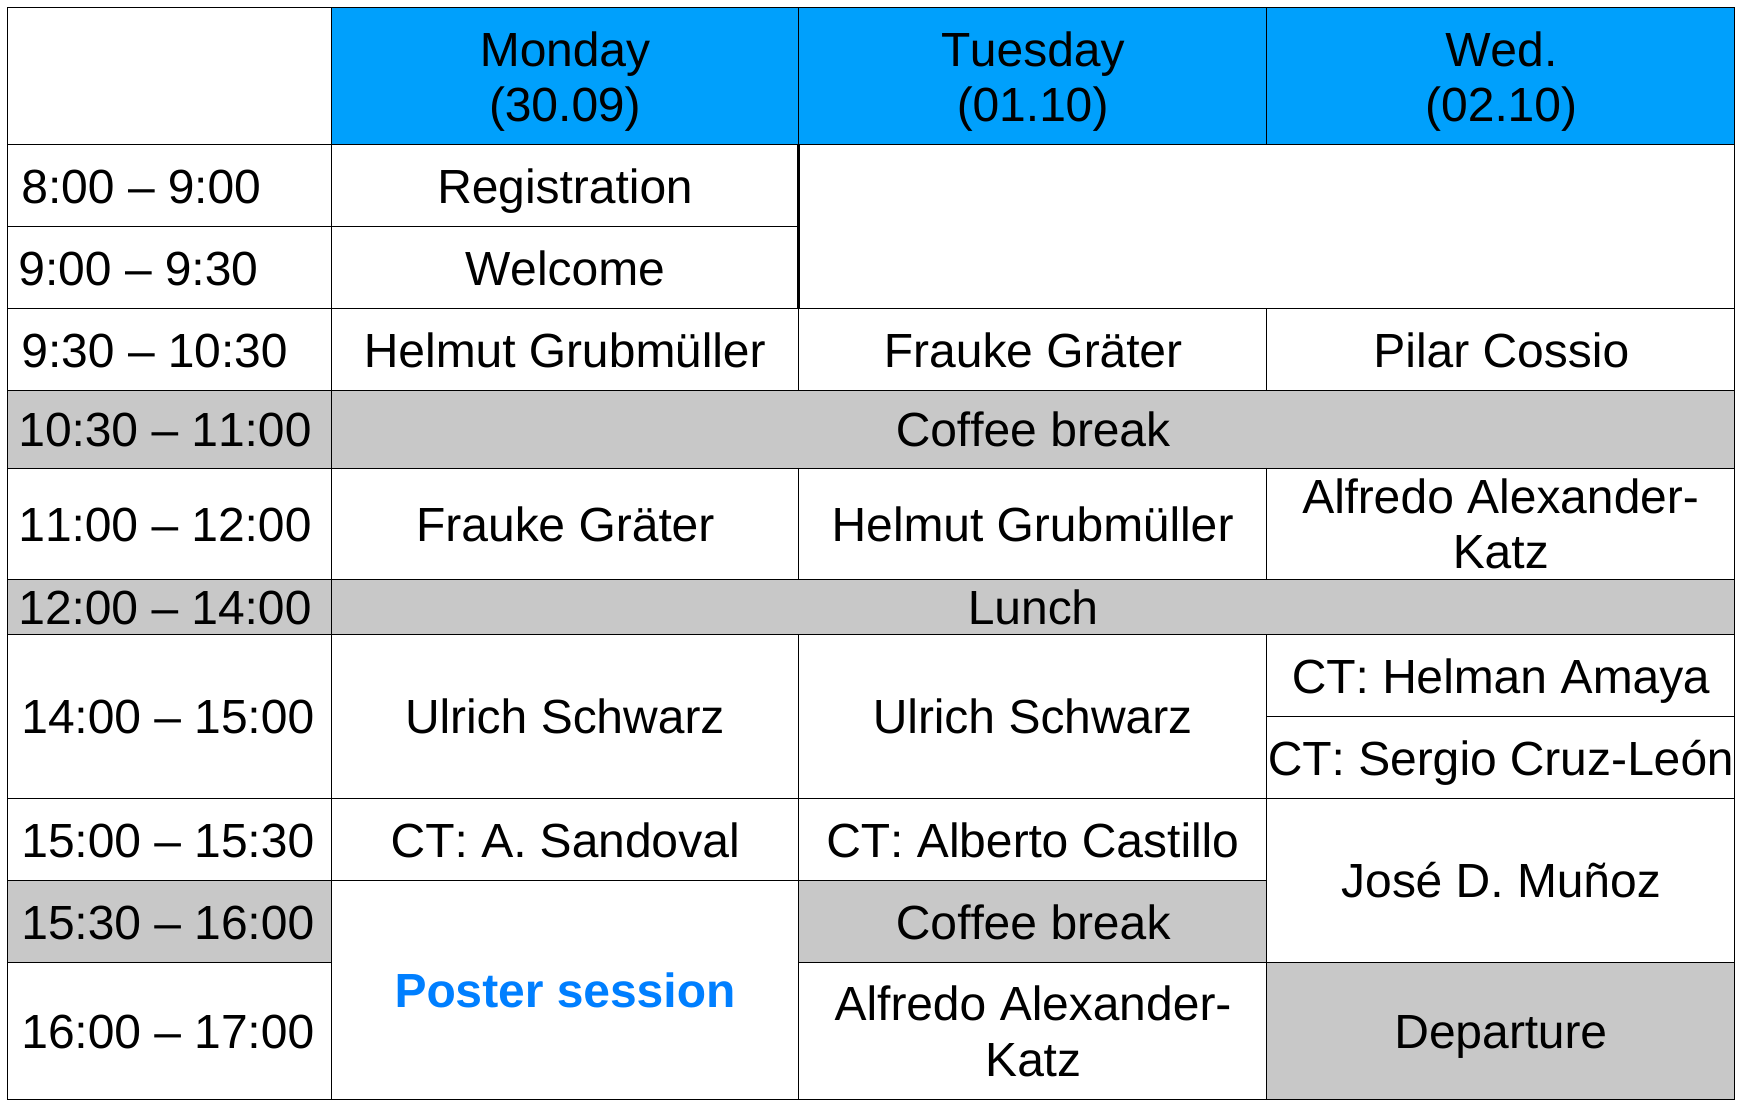 Monday
(30.09)
Tuesday
(01.10)
Wed.
(02.10)
8:00 – 9:00
Registration
9:00 – 9:30
Welcome
9:30 – 10:30
Helmut Grubmüller
Frauke Gräter
Pilar Cossio
10:30 – 11:00
Coffee break
11:00 – 12:00
Frauke Gräter
Helmut Grubmüller
Alfredo Alexander-
Katz
12:00 – 14:00
Lunch
14:00 – 15:00
Ulrich Schwarz
Ulrich Schwarz
CT: Helman Amaya
CT: Sergio Cruz-León
15:00 – 15:30
CT: A. Sandoval
CT: Alberto Castillo
José D. Muñoz
15:30 – 16:00
Poster session
Coffee break
16:00 – 17:00
Alfredo Alexander-
Katz
Departure